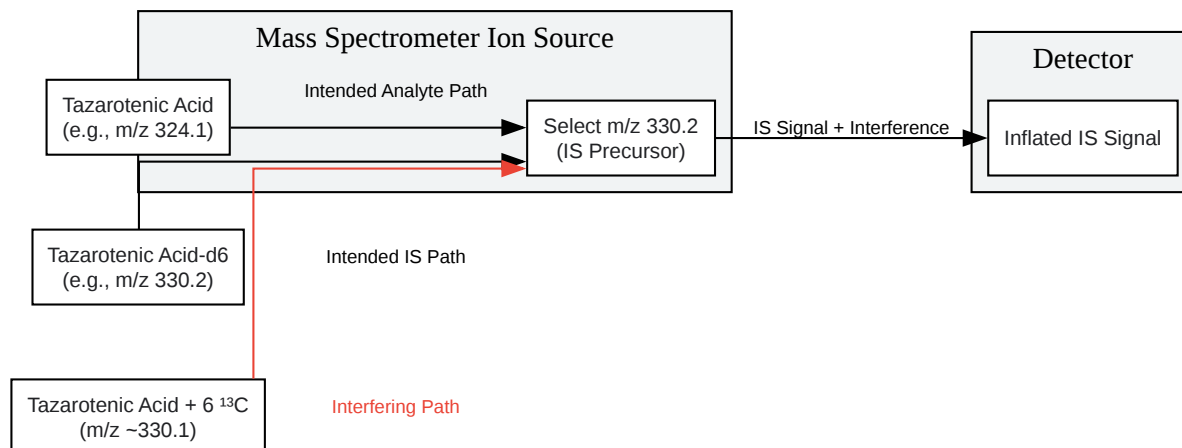 Mass Spectrometer Ion Source
Detector
Tazarotenic Acid
(e.g., m/z 324.1)
Intended Analyte Path
Select m/z 330.2
(IS Precursor)
IS Signal + Interference
Inflated IS Signal
Tazarotenic Acid-d6
(e.g., m/z 330.2)
Intended IS Path
Tazarotenic Acid + 6 ¹³C
(m/z ~330.1)
Interfering Path